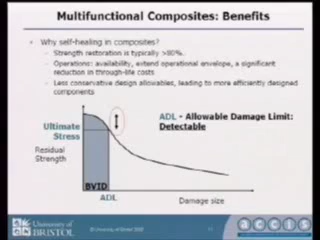 Multifunctional Composites: Benefits
• Why self-healing in composites?
– Strength restoration is typically >80%.
– Operations: availability, extend operational envelope, a significant
reduction in through-life costs
– Less conservative design allowables, leading to more efficiently designed
components
ADL - Allowable Damage Limit:
Detectable
Ultimate
Stress
Residual
Strength
BVID
ADL
Damage size
University of
BRISTOL
accis